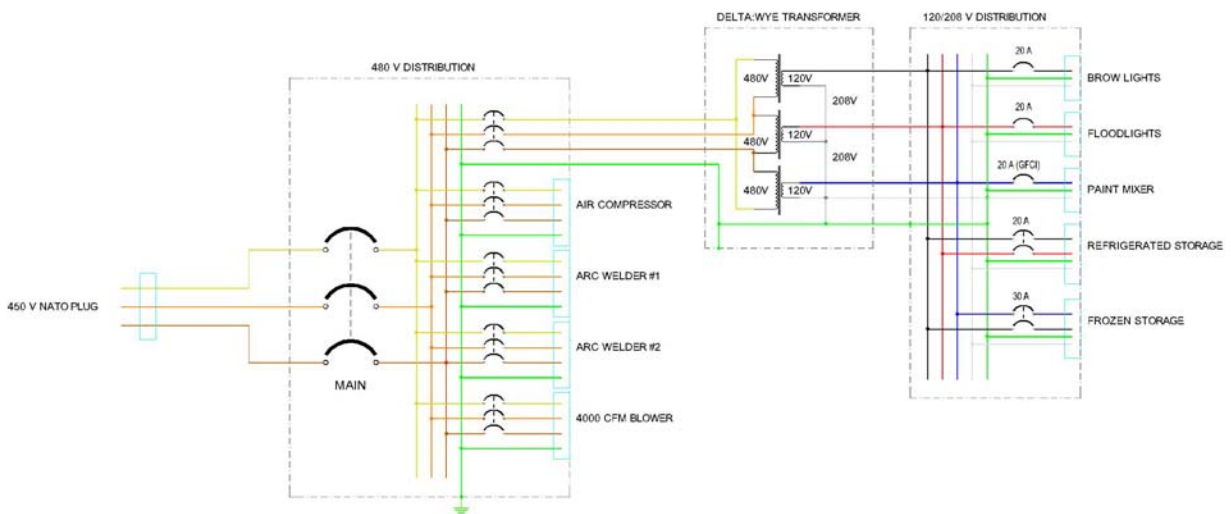 DELTA:WYE TRANSFORMER
120/208 V DISTRIBUTION
480 V DISTRIBUTION
20 A
480V
120V
BROW LIGHTS
208V
20 A
FLOODLIGHTS
480V
120V
208V
20 A (GFCI)
480V
120V
PAINT MIXER
AIR COMPRESSOR
20 A
REFRIGERATED STORAGE
ARC WELDER #1
450 V NATO PLUG
30 A
FROZEN STORAGE
ARC WELDER #2
MAIN
4000 CFM BLOWER